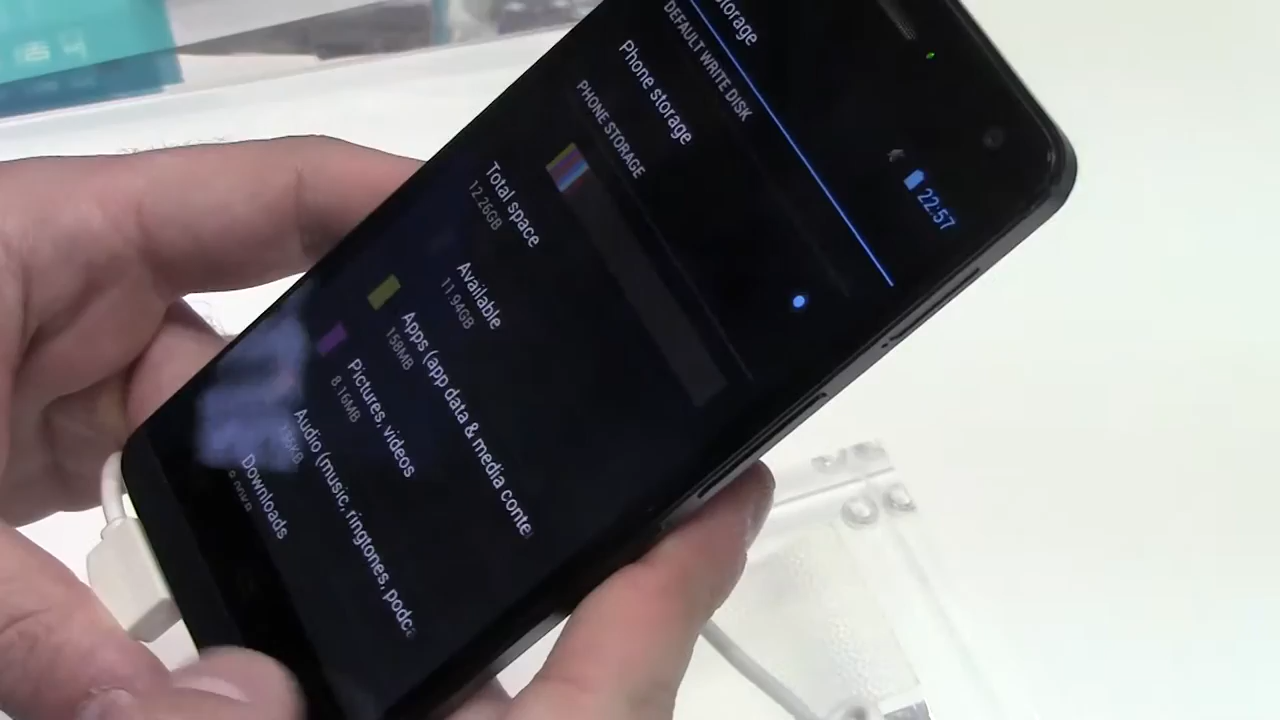 22:57
Storage
DEFAULT WRITE DISK
Phone storage
PHONE STORAGE
Total space
12.26GB
Available
11.94GB
Apps (app data & media conte
158MB
Pictures, videos
8.16MB
Audio (music, ringtones, podca
Downloads